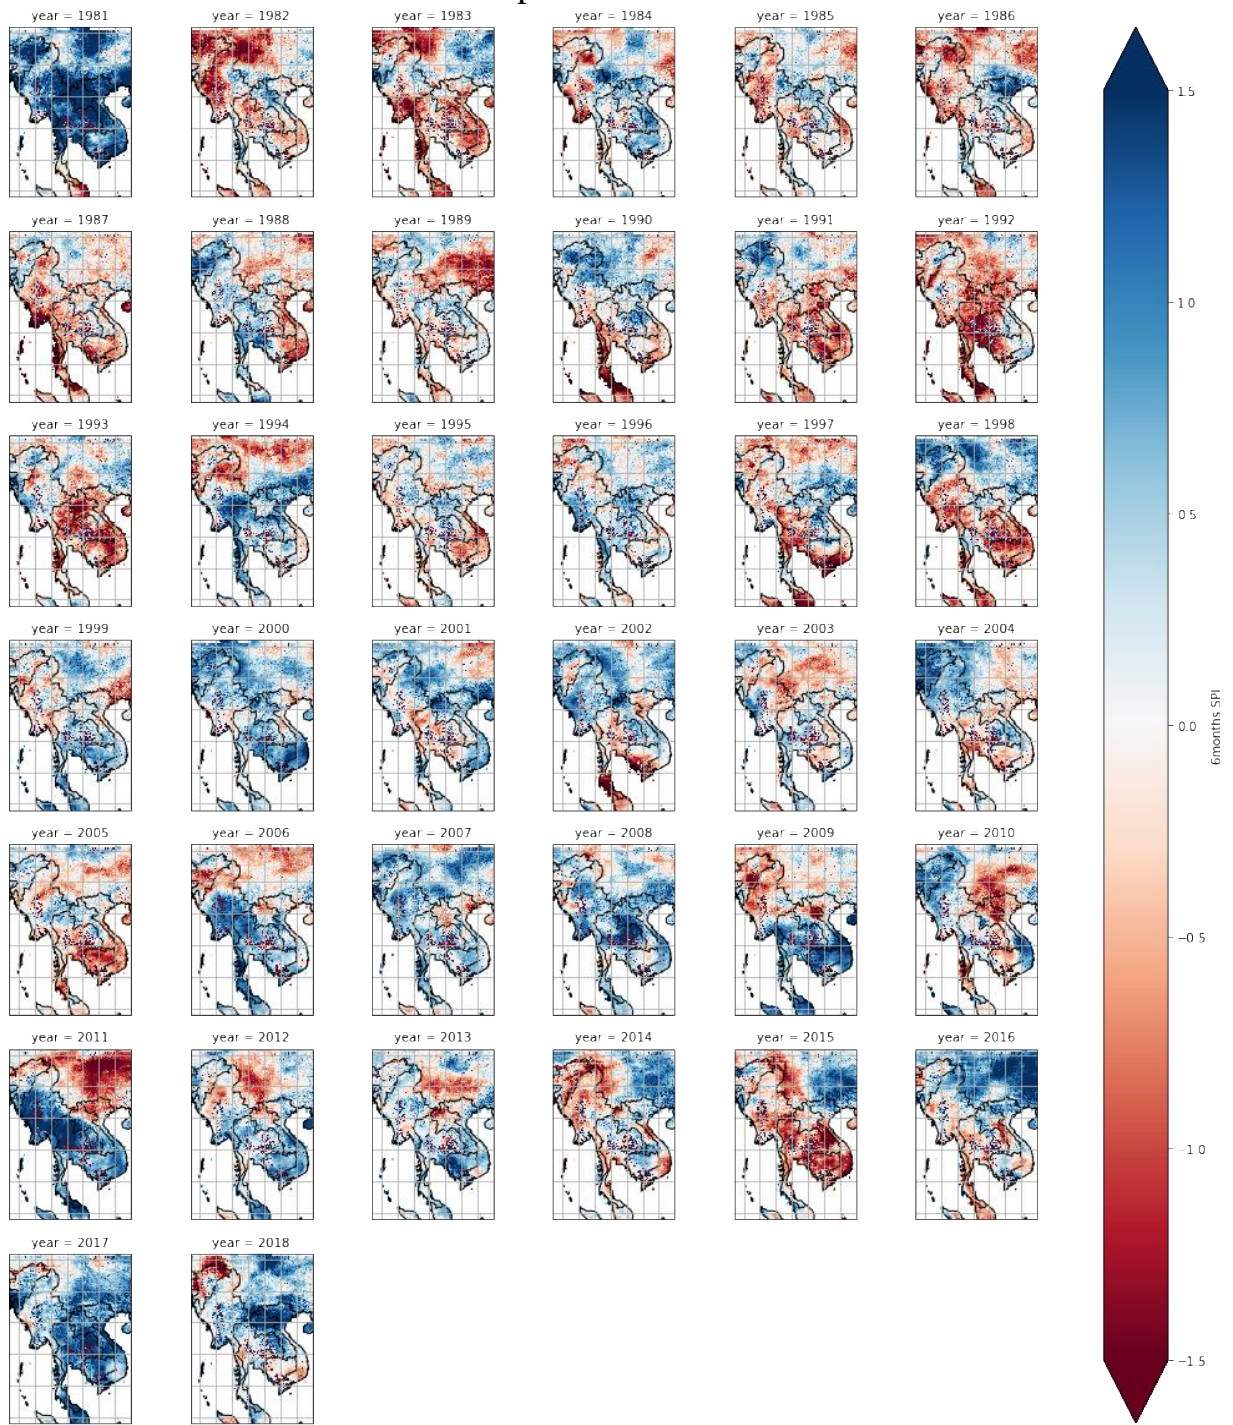 year = 1981
year = 1982
year = 1983
year = 1984
year = 1985
year = 1986
year = 1987
year = 1988
year = 1989
year = 1990
year = 1991
year = 1992
year = 1993
year = 1994
year = 1995
year = 1996
year = 1997
year = 1998
year = 1999
year = 2000
year = 2001
year = 2002
year = 2003
year = 2004
year = 2005
year = 2006
year = 2007
year = 2008
year = 2009
year = 2010
year = 2011
year = 2012
year = 2013
year = 2014
year = 2015
year = 2016
year = 2017
year = 2018
1.5
1.0
0.5
0.0
−0.5
−1.0
−1.5
6months SPI